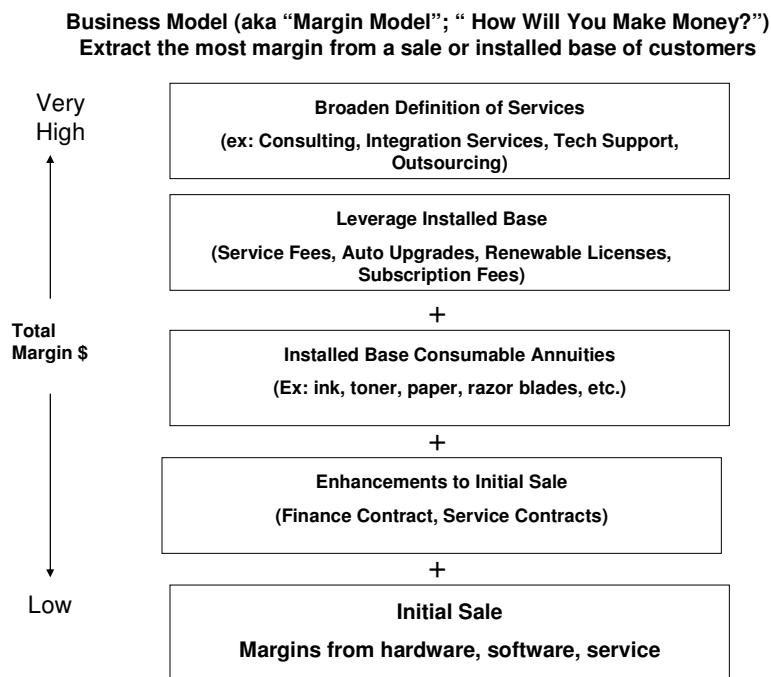 Business Model (aka “Margin Model”; “ How Will You Make Money?”)
Extract the most margin from a sale or installed base of customers
Very
High
Broaden Definition of Services
(ex: Consulting, Integration Services, Tech Support,
Outsourcing)
Leverage Installed Base
(Service Fees, Auto Upgrades, Renewable Licenses,
Subscription Fees)
+
Total
Margin $
Installed Base Consumable Annuities
(Ex: ink, toner, paper, razor blades, etc.)
+
Enhancements to Initial Sale
(Finance Contract, Service Contracts)
+
Low
Initial Sale
Margins from hardware, software, service